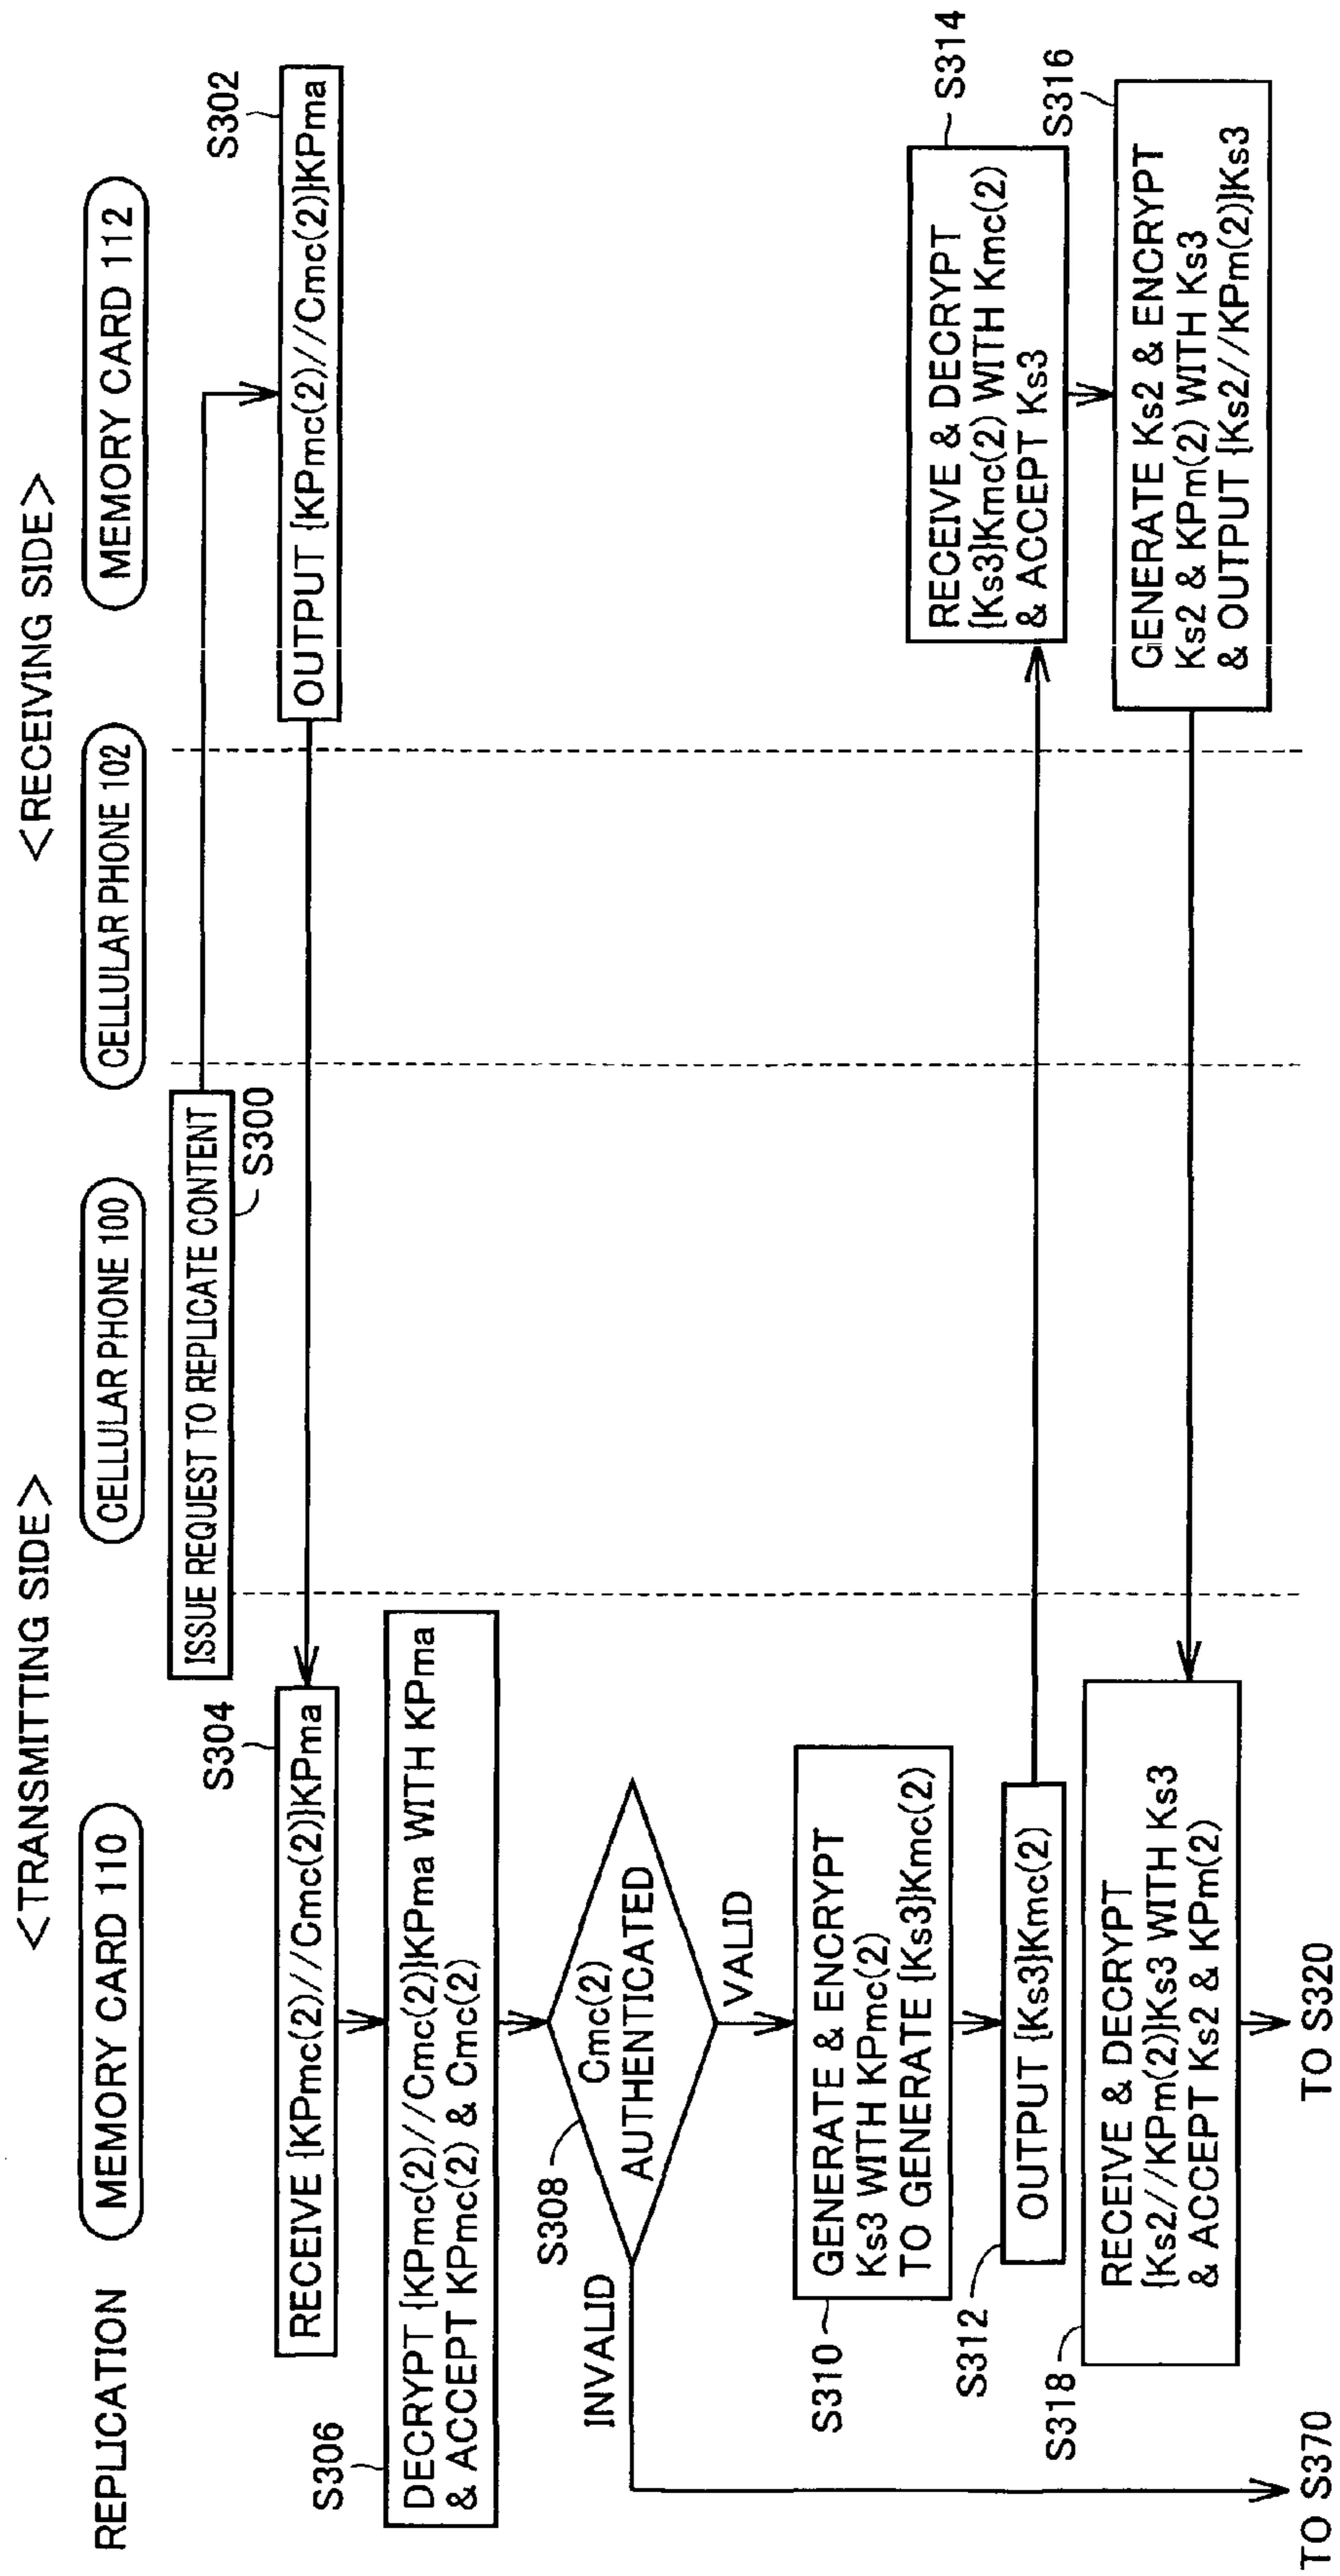 <TRANSMITTING SIDE>
<RECEIVING SIDE>
REPLICATION
MEMORY CARD 110
CELLULAR PHONE 100
CELLULAR PHONE 102
MEMORY CARD 112
ISSUE REQUEST TO REPLICATE CONTENT
S300
S302
OUTPUT {KPmc(2)//Cmc(2)}KPma
S304
RECEIVE {KPmc(2)//Cmc(2)}KPma
S306
DECRYPT {KPmc(2)//Cmc(2)}KPma WITH KPma
& ACCEPT KPmc(2) & Cmc(2)
S308
Cmc(2)
AUTHENTICATED
INVALID
VALID
S310
GENERATE & ENCRYPT
Ks3 WITH KPmc(2)
TO GENERATE {Ks3}Kmc(2)
S312
OUTPUT {Ks3}Kmc(2)
S314
RECEIVE & DECRYPT
{Ks3}Kmc(2) WITH Kmc(2)
& ACCEPT Ks3
S316
GENERATE Ks2 & ENCRYPT
Ks2 & KPm(2) WITH Ks3
& OUTPUT {Ks2//KPm(2)}Ks3
S318
RECEIVE & DECRYPT
{Ks2//KPm(2)}Ks3 WITH Ks3
& ACCEPT Ks2 & KPm(2)
TO S370
TO S320